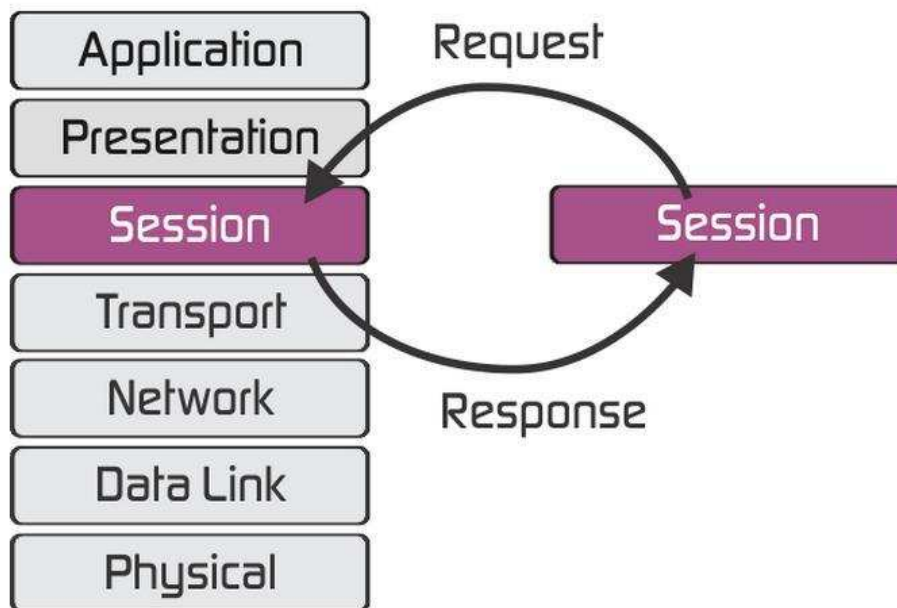 Application
Request
Presentation
Session
Session
Transport
Network
Response
Data Link
Physical